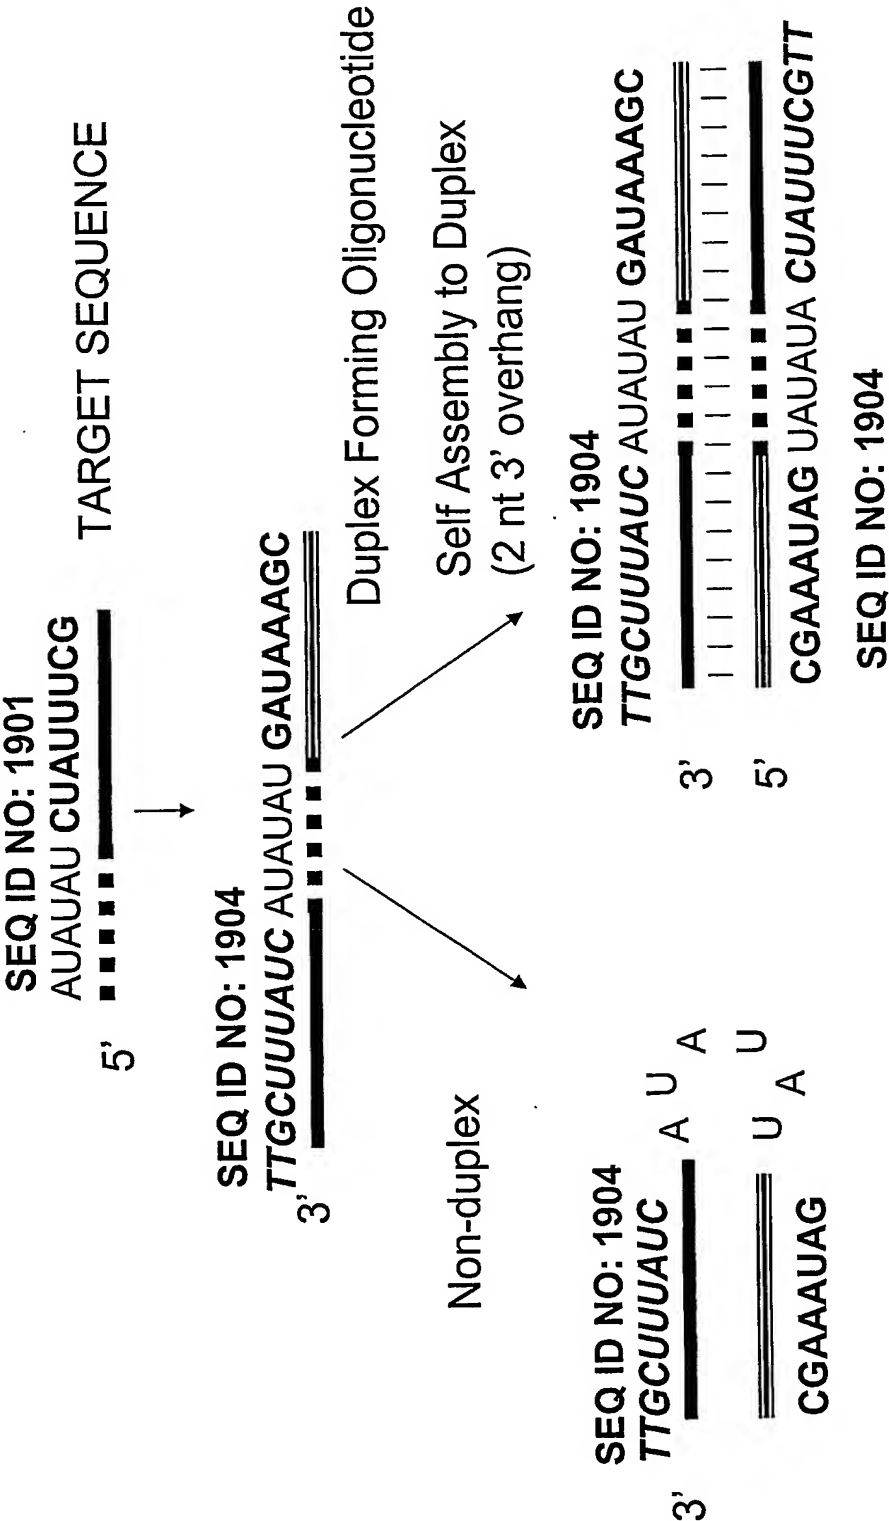 SEQ ID NO: 1901
AUAUAU CUAUUUCG
5'
TARGET SEQUENCE
SEQ ID NO: 1904
TTGCUUUAUC AUAUAU GAUAAAGC
3'
Duplex Forming Oligonucleotide
Non-duplex
Self Assembly to Duplex
(2 nt 3' overhang)
SEQ ID NO: 1904
TTGCUUUAUC
3'
A U A
U
U A
CGAAAUAG
SEQ ID NO: 1904
TTGCUUUAUC AUAUAU GAUAAAGC
3'
5'
CGAAAUAG UAUAUA CUAUUUCGTT
SEQ ID NO: 1904